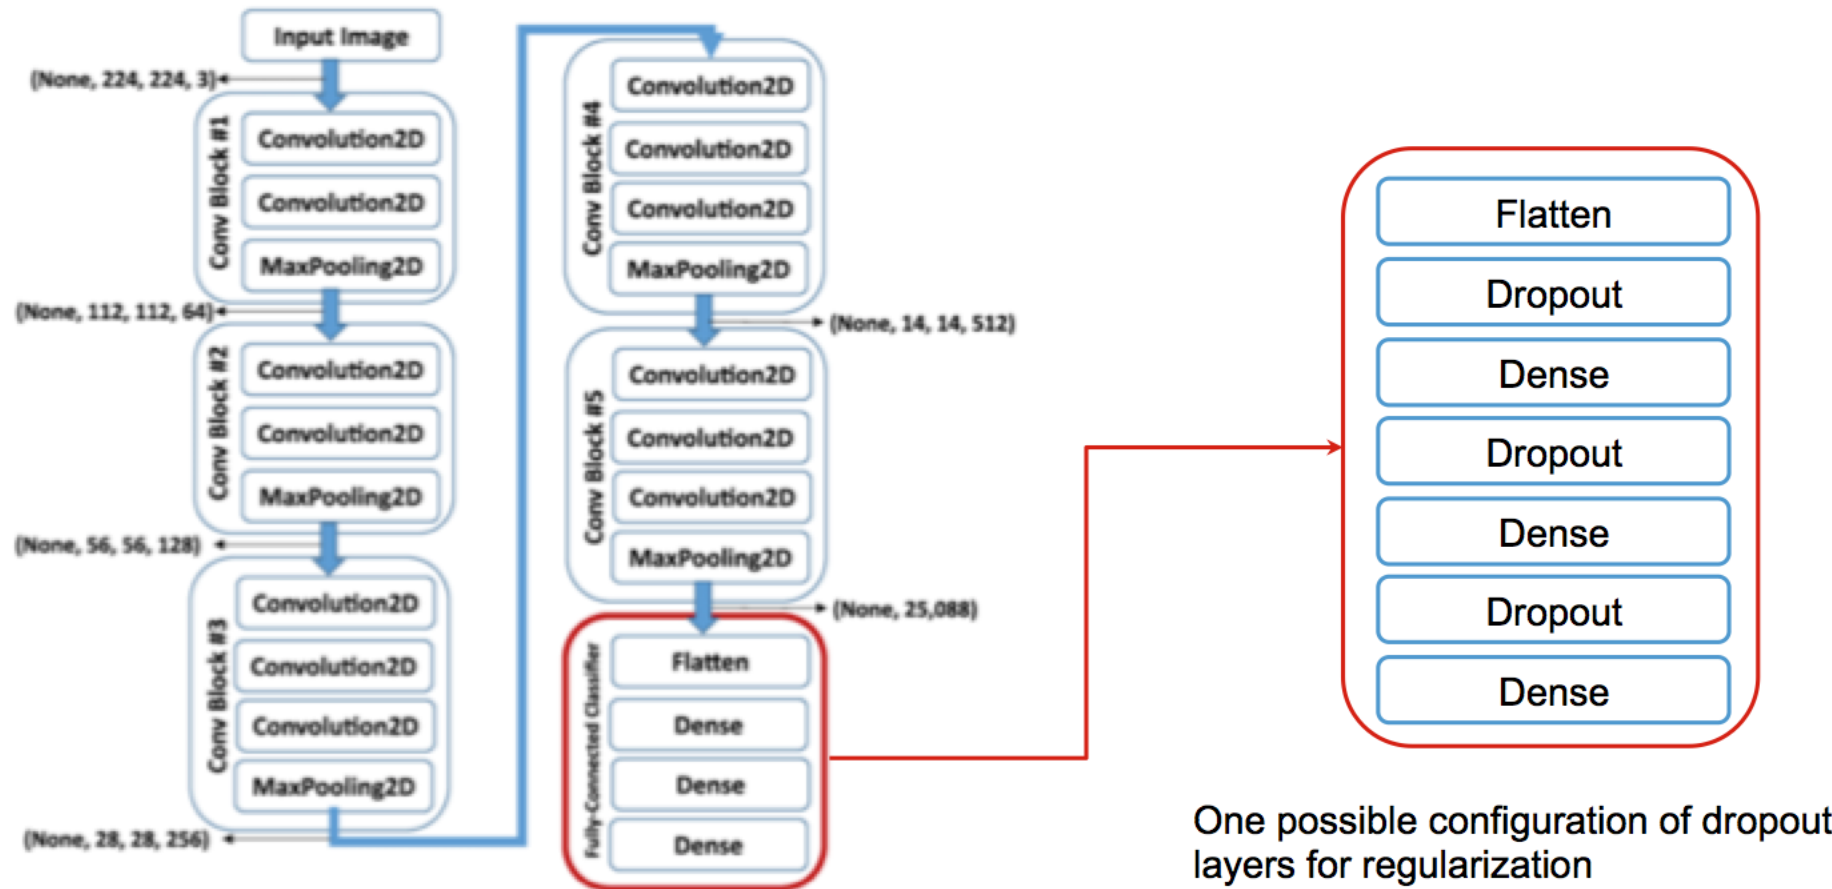 Input Image
(None, 224, 224, 3)
Conv Block #1
Convolution2D
Convolution2D
MaxPooling2D
(None, 112, 112, 64)
Conv Block #2
Convolution2D
Convolution2D
MaxPooling2D
(None, 56, 56, 128)
Conv Block #3
Convolution2D
Convolution2D
Convolution2D
MaxPooling2D
(None, 28, 28, 256)
Conv Block #4
Convolution2D
Convolution2D
Convolution2D
MaxPooling2D
(None, 14, 14, 512)
Conv Block #5
Convolution2D
Convolution2D
Convolution2D
MaxPooling2D
(None, 25,088)
Fully-Connected Classifier
Flatten
Dense
Dense
Dense
Flatten
Dropout
Dense
Dropout
Dense
Dropout
Dense
One possible configuration of dropout
layers for regularization